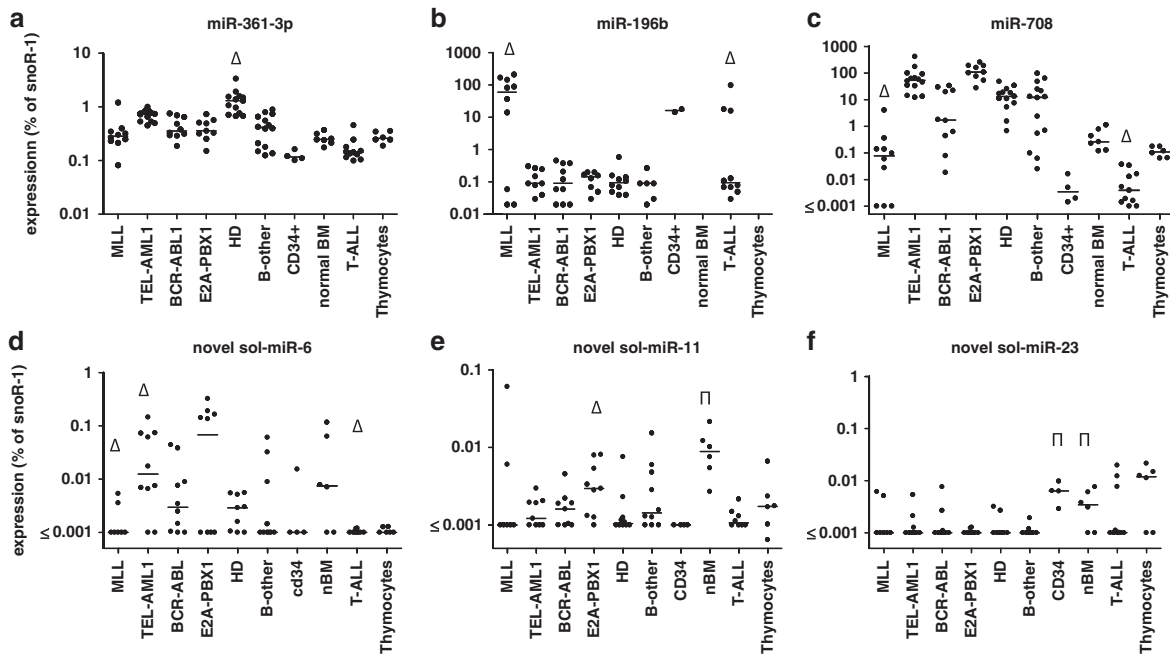 a
miR-361-3p
expressionn (% of snoR-1)
10
1
0.1
0.01
MLL
TEL-AML1
BCR-ABL1
E2A-PBX1
HD
B-other
CD34+
normal BM
T-ALL
Thymocytes
Δ
b
miR-196b
1000
100
10
1
0.1
0.01
MLL
TEL-AML1
BCR-ABL1
E2A-PBX1
HD
B-other
CD34+
normal BM
T-ALL
Thymocytes
Δ
Δ
c
miR-708
1000
100
10
1
0.1
0.01
≤ 0.001
MLL
TEL-AML1
BCR-ABL1
E2A-PBX1
HD
B-other
CD34+
normal BM
T-ALL
Thymocytes
Δ
Δ
d
novel sol-miR-6
expression (% of snoR-1)
1
0.1
0.01
≤ 0.001
MLL
TEL-AML1
BCR-ABL
E2A-PBX1
HD
B-other
cd34
nBM
T-ALL
Thymocytes
Δ
Δ
Δ
e
novel sol-miR-11
0.1
0.01
≤ 0.001
MLL
TEL-AML1
BCR-ABL
E2A-PBX1
HD
B-other
CD34
nBM
T-ALL
Thymocytes
Δ
Π
f
novel sol-miR-23
1
0.1
0.01
≤ 0.001
MLL
TEL-AML1
BCR-ABL
E2A-PBX1
HD
B-other
CD34
nBM
T-ALL
Thymocytes
Π
Π